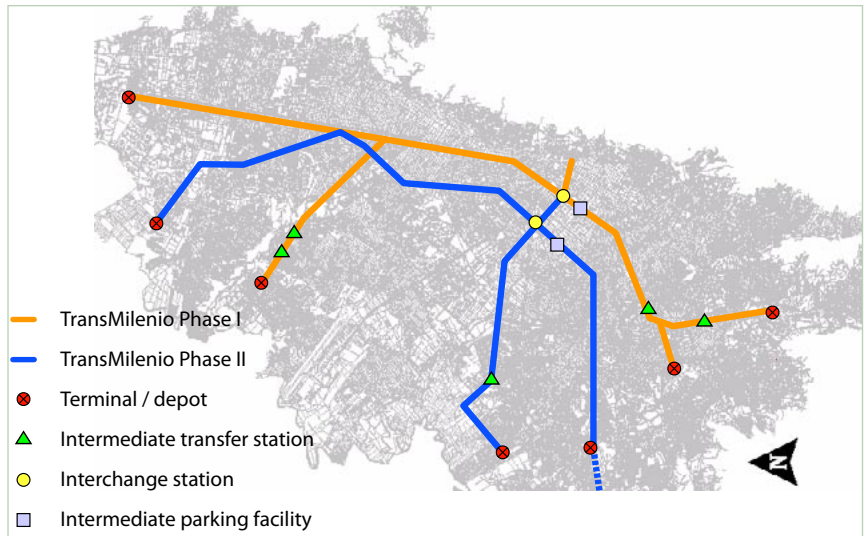 TransMilenio Phase I
TransMilenio Phase II
Terminal / depot
Intermediate transfer station
Interchange station
Intermediate parking facility
N